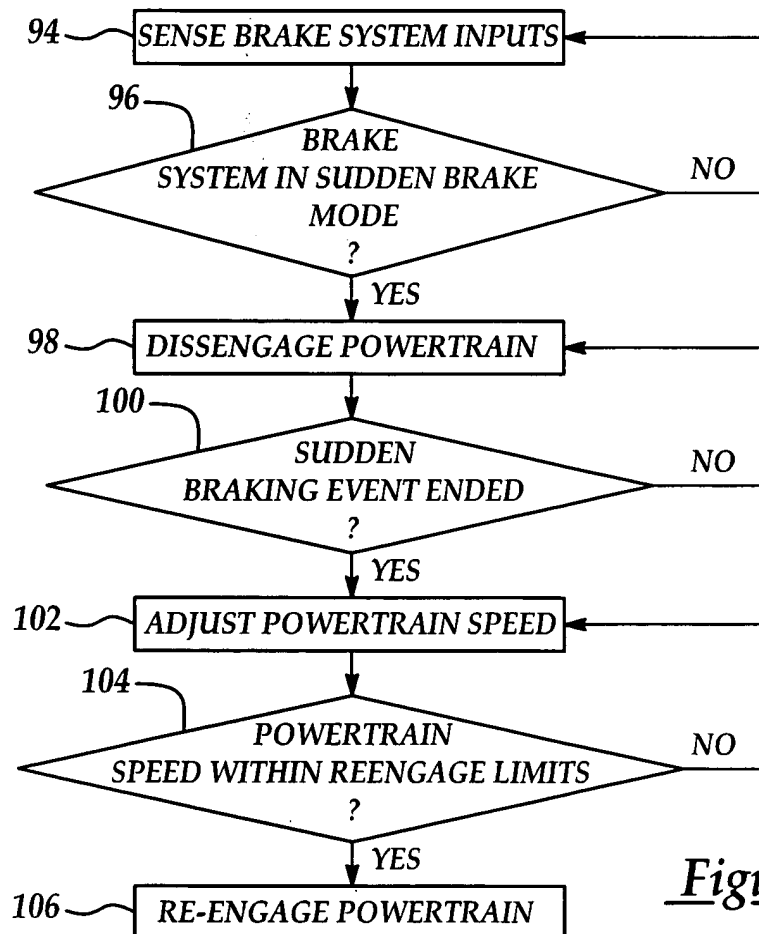 94
SENSE BRAKE SYSTEM INPUTS
96
BRAKE
SYSTEM IN SUDDEN BRAKE
MODE
?
NO
YES
98
DISSENGAGE POWERTRAIN
100
SUDDEN
BRAKING EVENT ENDED
?
NO
YES
102
ADJUST POWERTRAIN SPEED
104
POWERTRAIN
SPEED WITHIN REENGAGE LIMITS
?
NO
YES
106
RE-ENGAGE POWERTRAIN